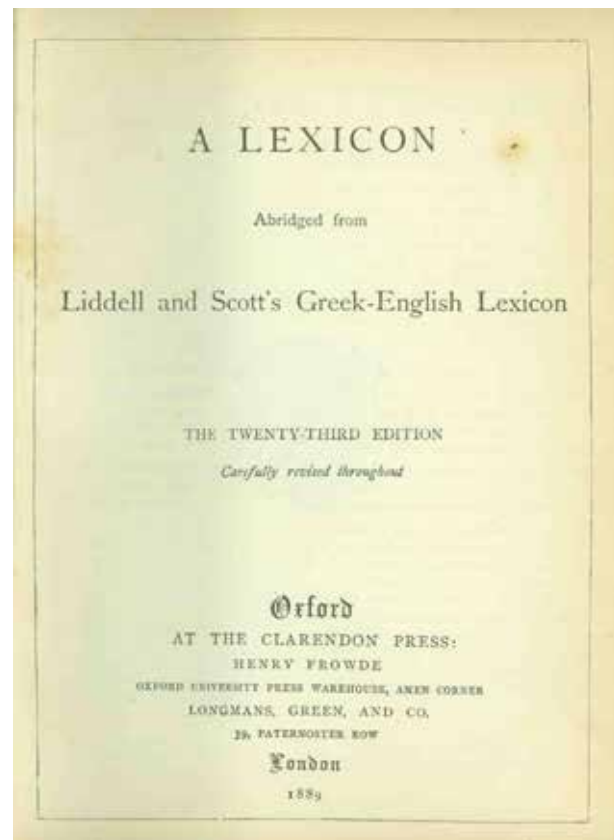 A LEXICON
Abridged from
Liddell and Scott's Greek-English Lexicon
THE TWENTY-THIRD EDITION
Carefully revised throughout
Oxford
AT THE CLARENDON PRESS:
HENRY FROWDE
OXFORD UNIVERSITY PRESS WAREHOUSE, AMEN CORNER
LONGMANS, GREEN, AND CO.
39, PATERNOSTER ROW
London
1889